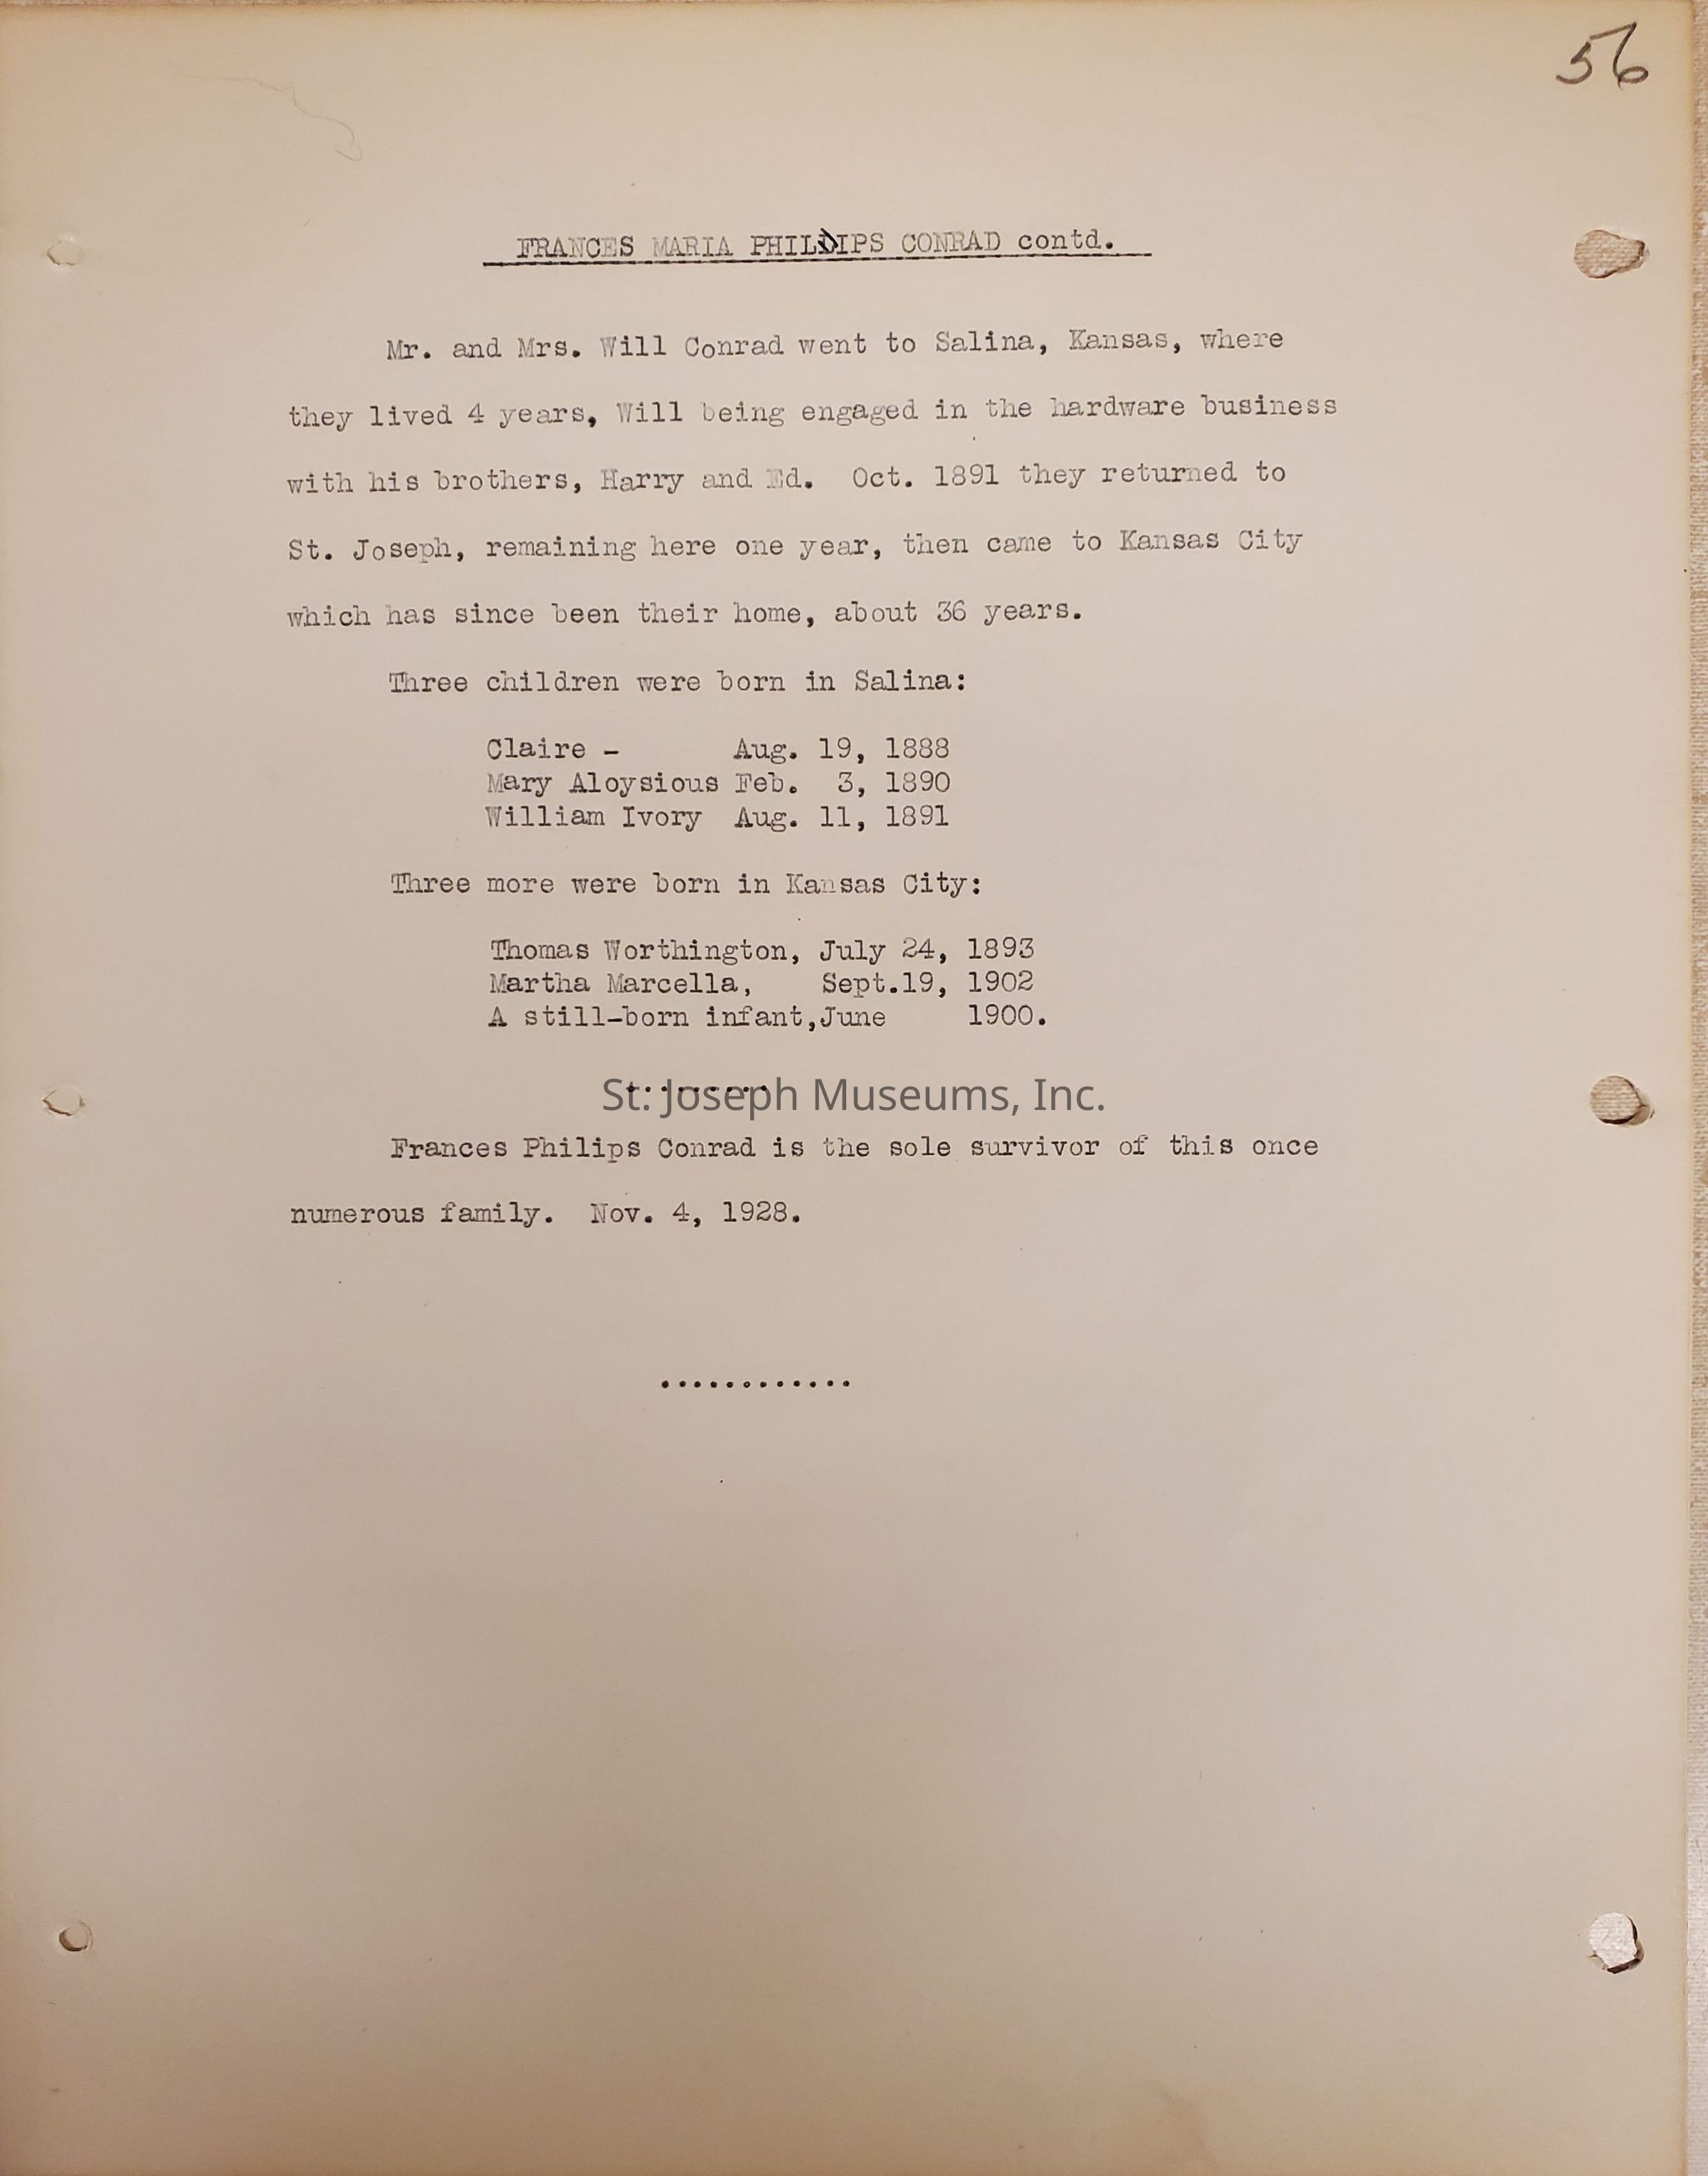 56
FRANCES MARIA PHILLIPS CONRAD contd.
Mr. and Mrs. Will Conrad went to Salina, Kansas, where
they lived 4 years, Will being engaged in the hardware business
with his brothers, Harry and Ed.  Oct. 1891 they returned to
St. Joseph, remaining here one year, then came to Kansas City
which has since been their home, about 36 years.
Three children were born in Salina:
Claire - Aug. 19, 1888
Mary Aloysious Feb. 3, 1890
William Ivory Aug. 11, 1891
Three more were born in Kansas City:
Thomas Worthington, July 24, 1893
Martha Marcella, Sept.19, 1902
A still-born infant,June 1900.
.........
St. Joseph Museums, Inc.
Frances Philips Conrad is the sole survivor of this once
numerous family.  Nov. 4, 1928.
............